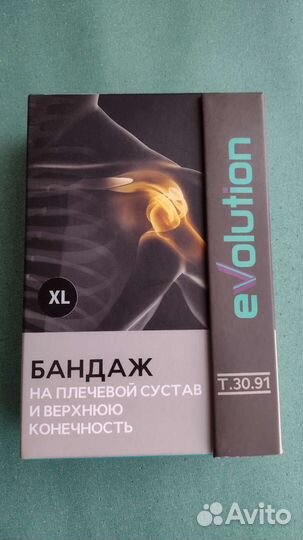 XL
БАНДАЖ
НА ПЛЕЧЕВОЙ СУСТАВ
И ВЕРХНЮЮ
КОНЕЧНОСТЬ
evolution
Т.30.91
Avito